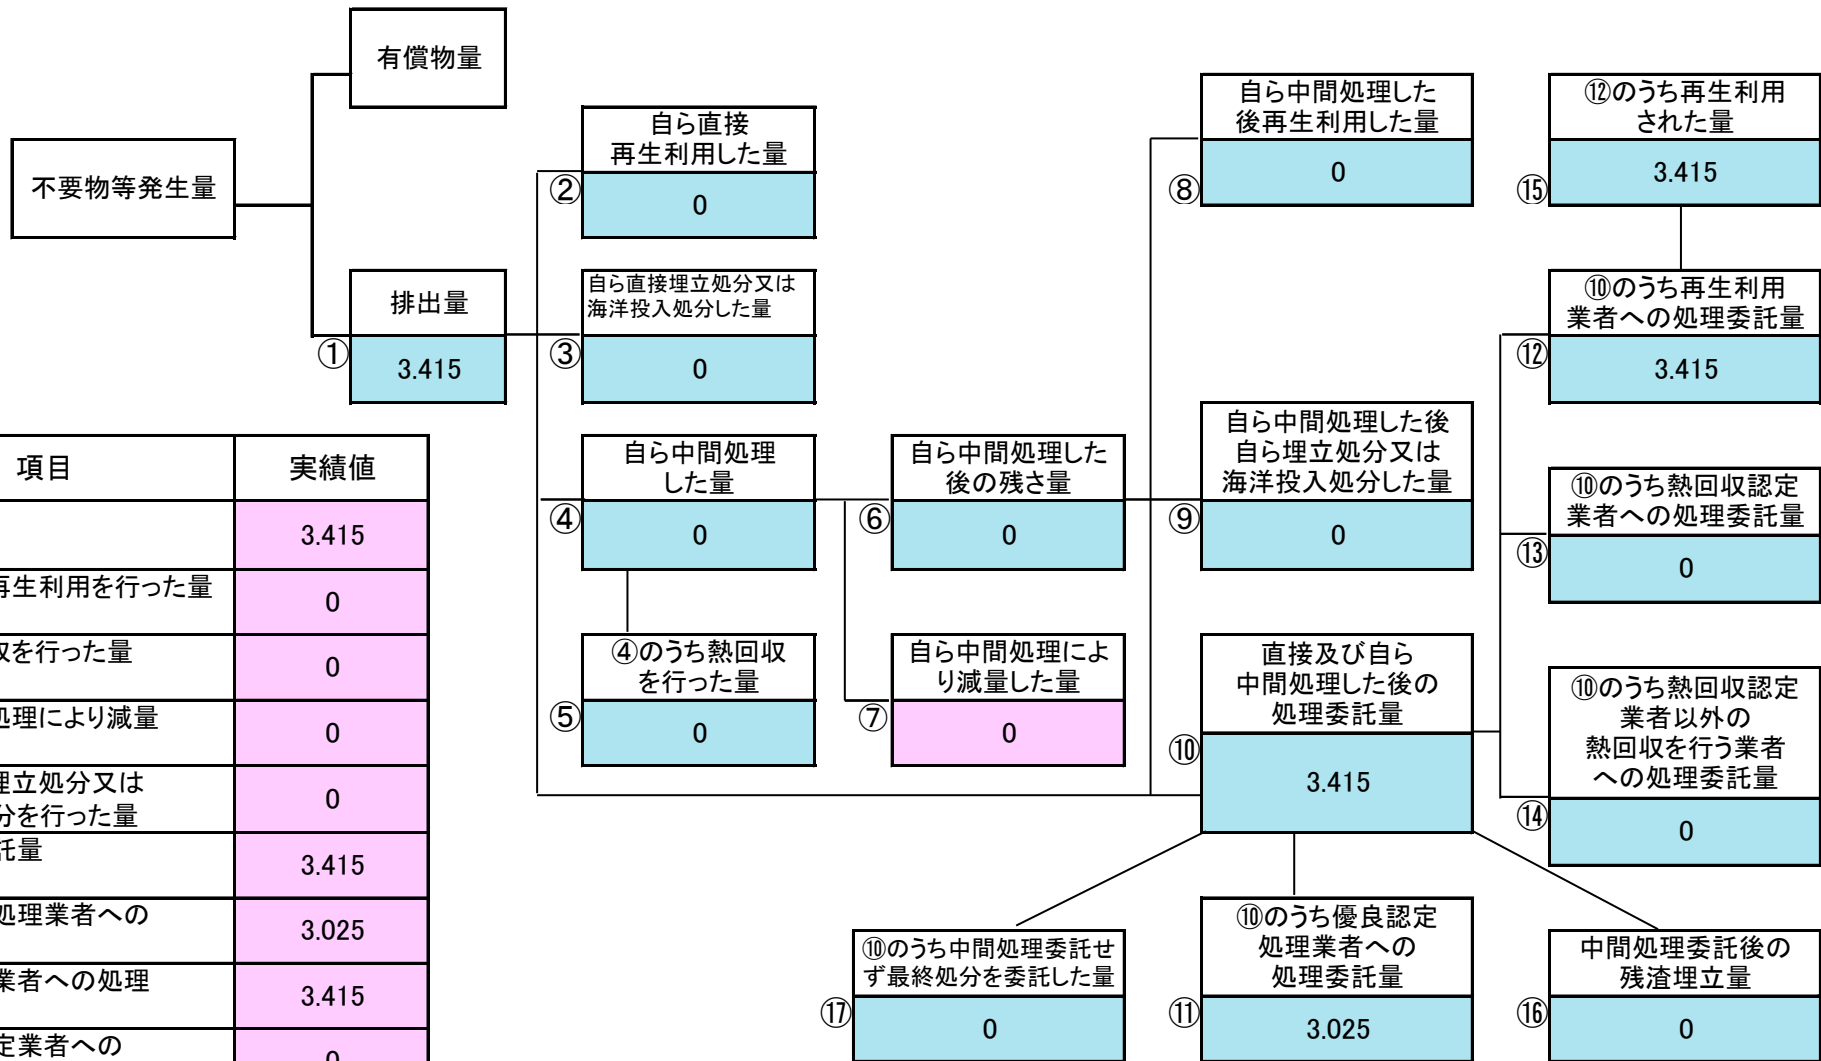 有償物量
不要物等発生量
排出量
①
3.415
自ら直接
再生利用した量
②
0
自ら直接埋立処分又は
海洋投入処分した量
③
0
自ら中間処理
した量
④
0
④のうち熱回収
を行った量
⑤
0
自ら中間処理した
後の残さ量
⑥
0
自ら中間処理によ
り減量した量
⑦
0
自ら中間処理した
後再生利用した量
⑧
0
自ら中間処理した後
自ら埋立処分又は
海洋投入処分した量
⑨
0
直接及び自ら
中間処理した後の
処理委託量
⑩
3.415
⑫のうち再生利用
された量
⑮
3.415
⑩のうち再生利用
業者への処理委託量
⑫
3.415
⑩のうち熱回収認定
業者への処理委託量
⑬
0
⑩のうち熱回収認定
業者以外の
熱回収を行う業者
への処理委託量
⑭
0
⑩のうち中間処理委託せ
ず最終処分を委託した量
⑰
0
⑩のうち優良認定
処理業者への
処理委託量
⑪
3.025
中間処理委託後の
残渣埋立量
⑯
0
項目 実績値
3.415
再生利用を行った量
0
収を行った量
0
処理により減量
0
埋立処分又は
分を行った量
0
託量
3.415
処理業者への
3.025
業者への処理
3.415
定業者への
0